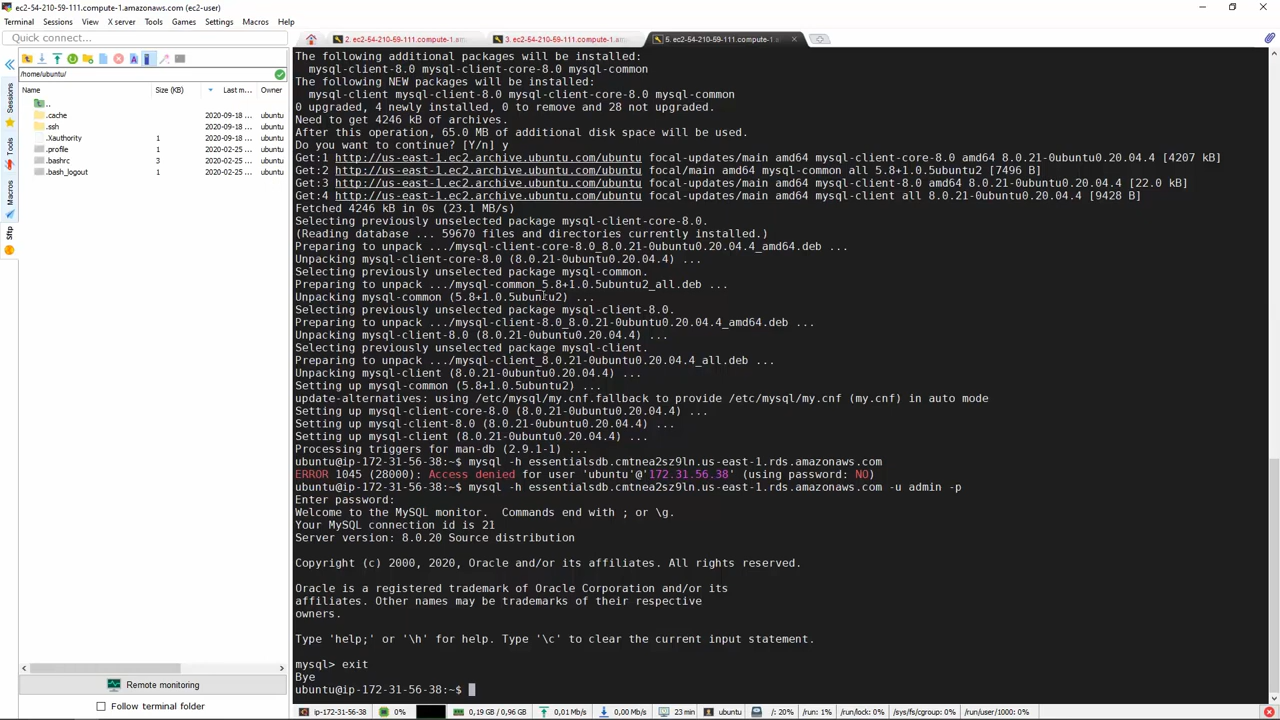 ec2-54-210-59-111.compute-1.amazonaws.com (ec2-user)
Terminal Sessions View X server Tools Games Settings Macros Help
Quick connect...
2. ec2-54-210-59-111.compute-1.am
3. ec2-54-210-59-111.compute-1.am
5. ec2-54-210-59-111.compute-1.a
/home/ubuntu/
Name Size (KB) Last m... Owner
..
.cache 2020-09-18 ... ubuntu
.ssh 2020-09-18 ... ubuntu
.Xauthority 1 2020-09-18 ... ubuntu
.profile 1 2020-02-25 ... ubuntu
.bashrc 3 2020-02-25 ... ubuntu
.bash_logout 1 2020-02-25 ... ubuntu
Sessions
Tools
Macros
Sftp
Remote monitoring
Follow terminal folder
The following additional packages will be installed:
mysql-client-8.0 mysql-client-core-8.0 mysql-common
The following NEW packages will be installed:
mysql-client mysql-client-8.0 mysql-client-core-8.0 mysql-common
0 upgraded, 4 newly installed, 0 to remove and 28 not upgraded.
Need to get 4246 kB of archives.
After this operation, 65.0 MB of additional disk space will be used.
Do you want to continue? [Y/n] y
Get:1 http://us-east-1.ec2.archive.ubuntu.com/ubuntu focal-updates/main amd64 mysql-client-core-8.0 amd64 8.0.21-0ubuntu0.20.04.4 [4207 kB]
Get:2 http://us-east-1.ec2.archive.ubuntu.com/ubuntu focal/main amd64 mysql-common all 5.8+1.0.5ubuntu2 [7496 B]
Get:3 http://us-east-1.ec2.archive.ubuntu.com/ubuntu focal-updates/main amd64 mysql-client-8.0 amd64 8.0.21-0ubuntu0.20.04.4 [22.0 kB]
Get:4 http://us-east-1.ec2.archive.ubuntu.com/ubuntu focal-updates/main amd64 mysql-client all 8.0.21-0ubuntu0.20.04.4 [9428 B]
Fetched 4246 kB in 0s (23.1 MB/s)
Selecting previously unselected package mysql-client-core-8.0.
(Reading database ... 59670 files and directories currently installed.)
Preparing to unpack .../mysql-client-core-8.0_8.0.21-0ubuntu0.20.04.4_amd64.deb ...
Unpacking mysql-client-core-8.0 (8.0.21-0ubuntu0.20.04.4) ...
Selecting previously unselected package mysql-common.
Preparing to unpack .../mysql-common_5.8+1.0.5ubuntu2_all.deb ...
Unpacking mysql-common (5.8+1.0.5ubuntu2) ...
Selecting previously unselected package mysql-client-8.0.
Preparing to unpack .../mysql-client-8.0_8.0.21-0ubuntu0.20.04.4_amd64.deb ...
Unpacking mysql-client-8.0 (8.0.21-0ubuntu0.20.04.4) ...
Selecting previously unselected package mysql-client.
Preparing to unpack .../mysql-client_8.0.21-0ubuntu0.20.04.4_all.deb ...
Unpacking mysql-client (8.0.21-0ubuntu0.20.04.4) ...
Setting up mysql-common (5.8+1.0.5ubuntu2) ...
update-alternatives: using /etc/mysql/my.cnf.fallback to provide /etc/mysql/my.cnf (my.cnf) in auto mode
Setting up mysql-client-core-8.0 (8.0.21-0ubuntu0.20.04.4) ...
Setting up mysql-client-8.0 (8.0.21-0ubuntu0.20.04.4) ...
Setting up mysql-client (8.0.21-0ubuntu0.20.04.4) ...
Processing triggers for man-db (2.9.1-1) ...
ubuntu@ip-172-31-56-38:~$ mysql -h essentialsdb.cmtnea2sz9ln.us-east-1.rds.amazonaws.com
ERROR 1045 (28000): Access denied for user 'ubuntu'@'172.31.56.38' (using password: NO)
ubuntu@ip-172-31-56-38:~$ mysql -h essentialsdb.cmtnea2sz9ln.us-east-1.rds.amazonaws.com -u admin -p
Enter password:
Welcome to the MySQL monitor. Commands end with ; or \g.
Your MySQL connection id is 21
Server version: 8.0.20 Source distribution
Copyright (c) 2000, 2020, Oracle and/or its affiliates. All rights reserved.
Oracle is a registered trademark of Oracle Corporation and/or its
affiliates. Other names may be trademarks of their respective
owners.
Type 'help;' or '\h' for help. Type '\c' to clear the current input statement.
mysql> exit
Bye
ubuntu@ip-172-31-56-38:~$
ip-172-31-56-38 0% 0,19 GB / 0,96 GB 0,01 Mb/s 0,00 Mb/s 23 min ubuntu /: 20% /run: 1% /run/lock: 0% /sys/fs/cgroup: 0% /run/user/1000: 0%